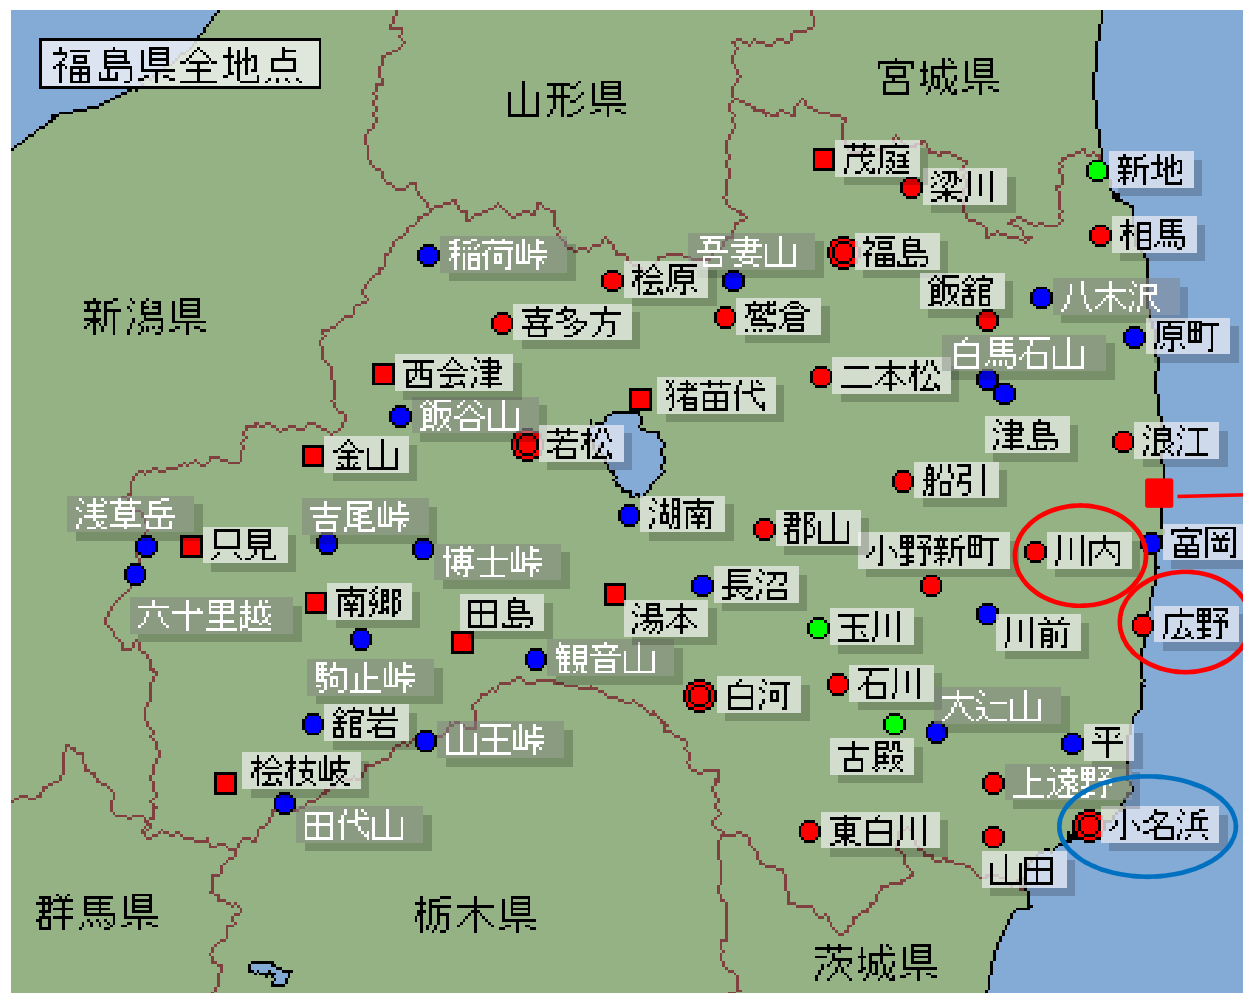 福島県全地点
山形県
宮城県
茂庭
梁川
新地
相馬
稲荷峠
吾妻山
福島
桧原
飯舘
八木沢
新潟県
喜多方
鷲倉
原町
白馬石山
西会津
二本松
猪苗代
津島
飯谷山
若松
浪江
金山
船引
浅草岳
吉尾峠
湖南
郡山
小野新町
川内
富岡
只見
博士峠
長沼
六十里越
南郷
田島
湯本
玉川
川前
広野
駒止峠
観音山
石川
舘岩
白河
大辻山
山王峠
古殿
平
桧枝岐
上遠野
田代山
東白川
小名浜
山田
群馬県
栃木県
茨城県